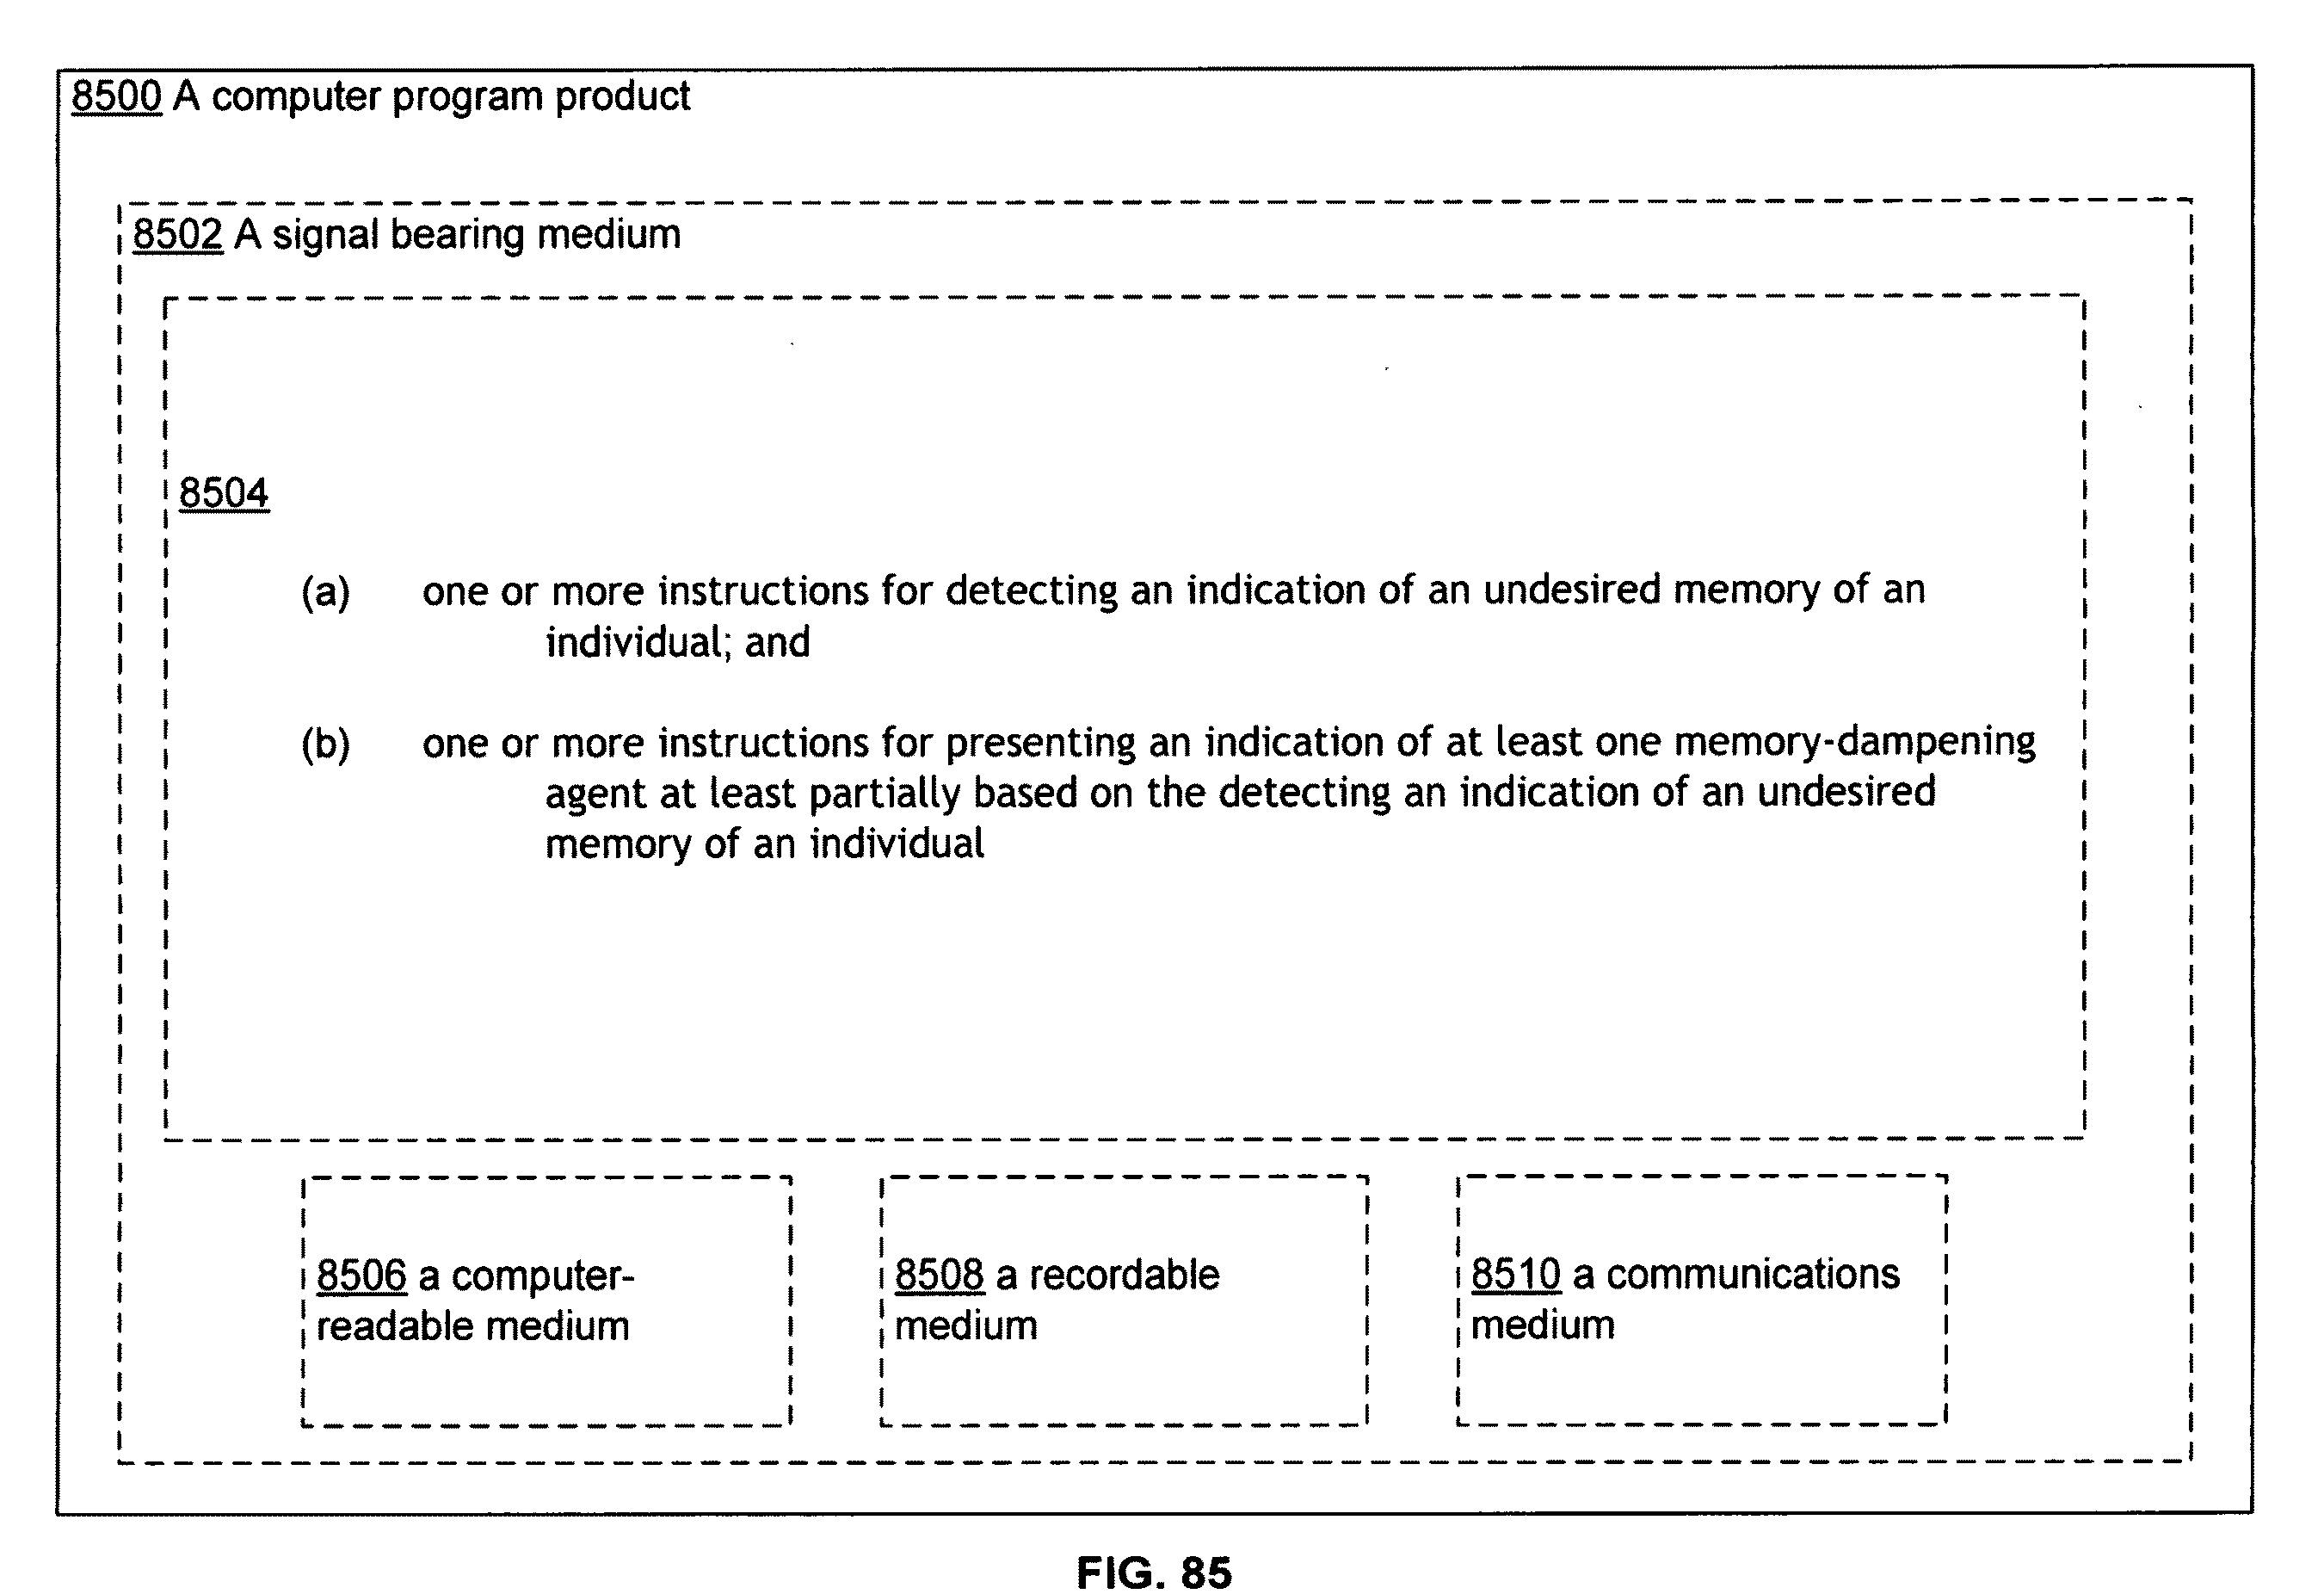 8500 A computer program product
8502 A signal bearing medium
8504
(a) one or more instructions for detecting an indication of an undesired memory of an
individual; and
(b) one or more instructions for presenting an indication of at least one memory-dampening
agent at least partially based on the detecting an indication of an undesired
memory of an individual
8506 a computer-
readable medium
8508 a recordable
medium
8510 a communications
medium
FIG. 85